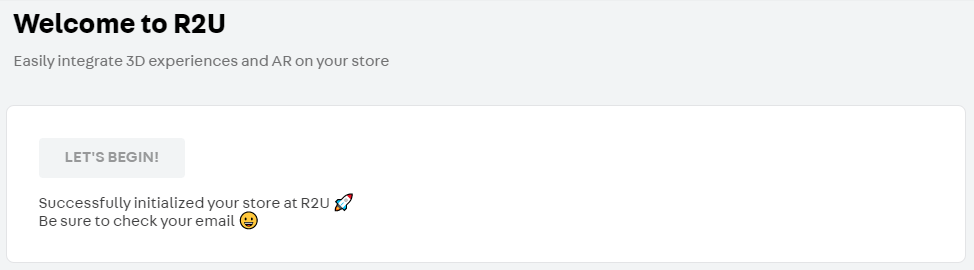 Welcome to R2U
Easily integrate 3D experiences and AR on your store
LET'S BEGIN!
Successfully initialized your store at R2U 🚀
Be sure to check your email 😀